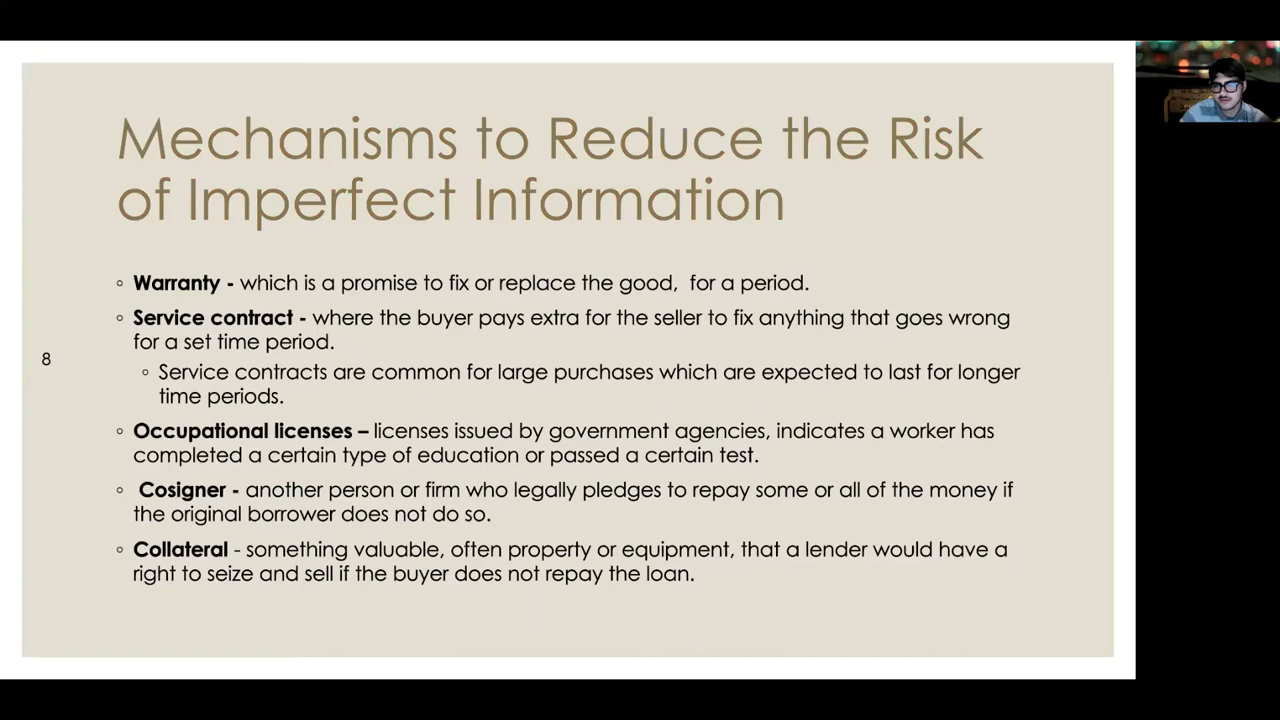 Mechanisms to Reduce the Risk
of Imperfect Information
◦ Warranty - which is a promise to fix or replace the good,  for a period.
◦ Service contract - where the buyer pays extra for the seller to fix anything that goes wrong
for a set time period.
8
◦ Service contracts are common for large purchases which are expected to last for longer
time periods.
◦ Occupational licenses – licenses issued by government agencies, indicates a worker has
completed a certain type of education or passed a certain test.
◦ Cosigner - another person or firm who legally pledges to repay some or all of the money if
the original borrower does not do so.
◦ Collateral - something valuable, often property or equipment, that a lender would have a
right to seize and sell if the buyer does not repay the loan.